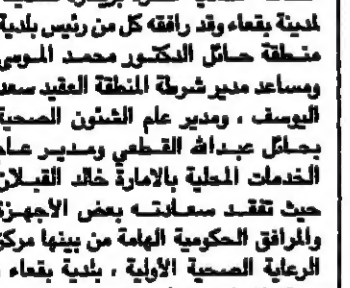 لمدينة بقعاء وقد رافقه كل من رئيس بلدية
منطقة حائل الدكتور محمد الموسى
ومساعد مدير شرطة المنطقة العقيد سعد
اليوسف ، ومدير عام الشئون الصحية
بحائل عبدالله القطعي ومدير عام
الخدمات المحلية بالامارة خالد القبلان
حيث تفقد سعادته بعض الأجهزة
والمرافق الحكومية الهامة من بينها مركز
الرعاية الصحية الأولية ، بلدية بقعاء ،